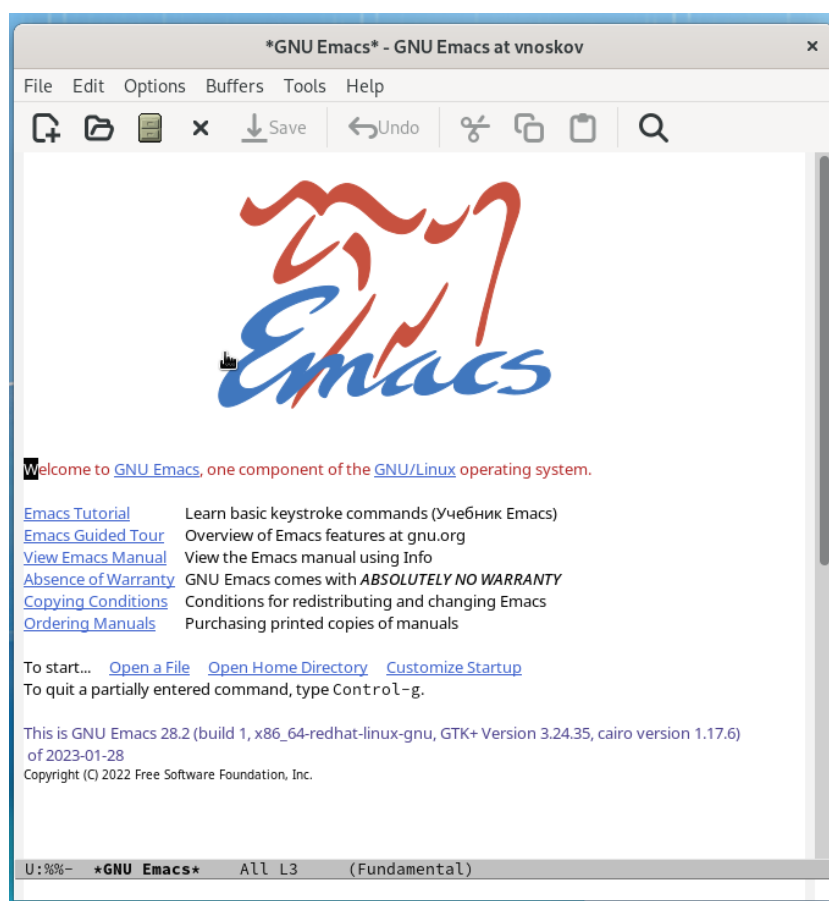 *GNU Emacs* - GNU Emacs at vnoskov
File Edit Options Buffers Tools Help
Save Undo
Emacs
Welcome to GNU Emacs, one component of the GNU/Linux operating system.
Emacs Tutorial Learn basic keystroke commands (Учебник Emacs)
Emacs Guided Tour Overview of Emacs features at gnu.org
View Emacs Manual View the Emacs manual using Info
Absence of Warranty GNU Emacs comes with ABSOLUTELY NO WARRANTY
Copying Conditions Conditions for redistributing and changing Emacs
Ordering Manuals Purchasing printed copies of manuals
To start... Open a File Open Home Directory Customize Startup
To quit a partially entered command, type Control-g.
This is GNU Emacs 28.2 (build 1, x86_64-redhat-linux-gnu, GTK+ Version 3.24.35, cairo version 1.17.6)
of 2023-01-28
Copyright (C) 2022 Free Software Foundation, Inc.
U:%%- *GNU Emacs* All L3 (Fundamental)